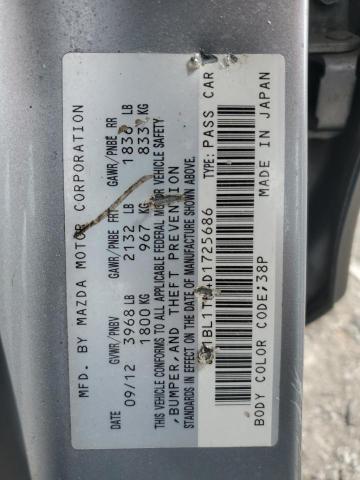 MFD. BY MAZDA MOTOR CORPORATION
DATE GVWR/PNBV GAWR/PNBE FRT GAWR/PNBE RR
09/12 3968 LB 2132 LB 1836 LB
1800 KG 967 KG 833 KG
THIS VEHICLE CONFORMS TO ALL APPLICABLE FEDERAL MOTOR VEHICLE SAFETY
, BUMPER, AND THEFT PREVENTION
STANDARDS IN EFFECT ON THE DATE OF MANUFACTURE SHOWN ABOVE.
D1725686 TYPE: PASS CAR
BODY COLOR CODE; 38P MADE IN JAPAN